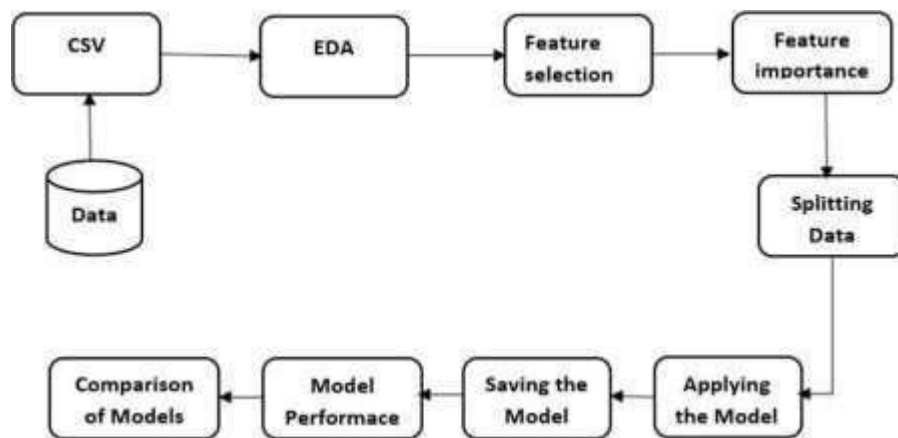 CSV
EDA
Feature
selection
Feature
importance
Data
Splitting
Data
Comparison
of Models
Model
Performace
Saving the
Model
Applying
the Model